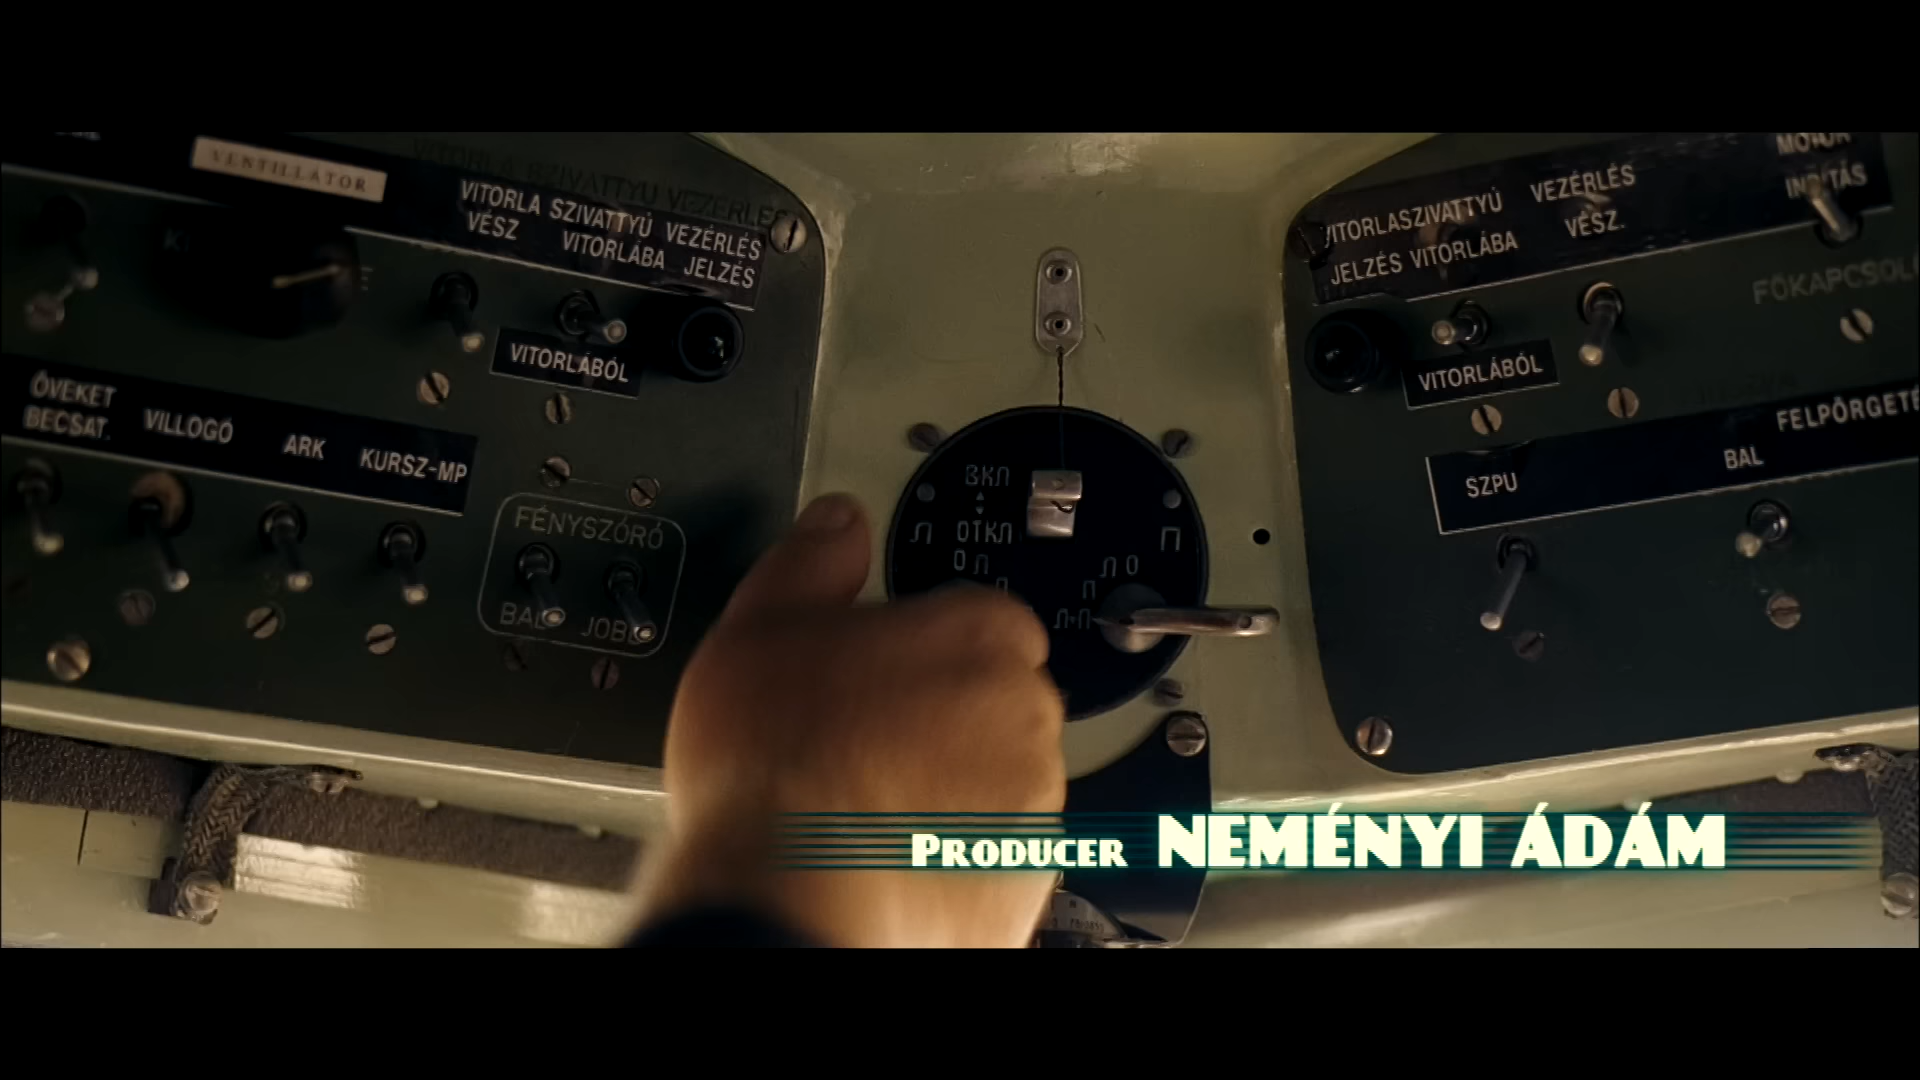 VENTILLÁTOR
VITORLA SZIVATTYÚ VEZÉRLÉS
VÉSZ VITORLÁBA JELZÉS
VITORLÁBÓL
ÖVEKET
BECSAT. VILLOGÓ ARK KURSZ-MP
FÉNYSZÓRÓ
BAL JOBB
ВКЛ
ОТКЛ
Л П
О Л
Л О
П
Л-П
VITORLASZIVATTYÚ VEZÉRLÉS
JELZÉS VITORLÁBA VÉSZ.
MOTOR
INDÍTÁS
FŐKAPCSOL
VITORLÁBÓL
FELPÖRGETÉ
SZPU BAL
PRODUCER NEMÉNYI ÁDÁM